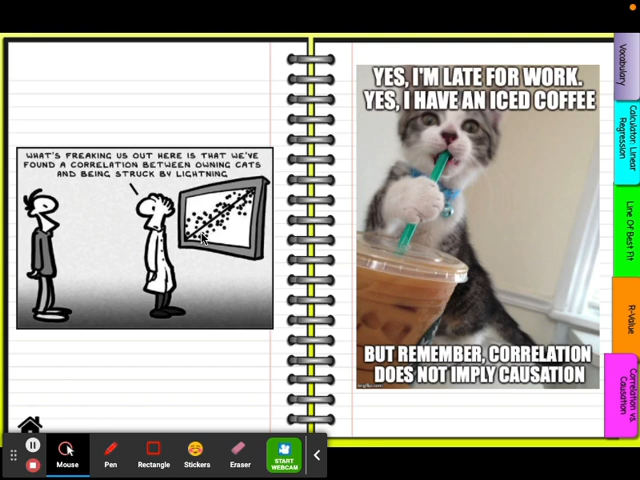 WHAT'S FREAKING US OUT HERE IS THAT WE'VE
FOUND A CORRELATION BETWEEN OWNING CATS
AND BEING STRUCK BY LIGHTNING
YES, I'M LATE FOR WORK.
YES, I HAVE AN ICED COFFEE
BUT REMEMBER, CORRELATION
DOES NOT IMPLY CAUSATION
imgflip.com
Vocabulary
Calculator: Linear
Regression
Line Of Best Fit
R-Value
Correlation vs.
Causation
Mouse
Pen
Rectangle
Stickers
Eraser
START
WEBCAM